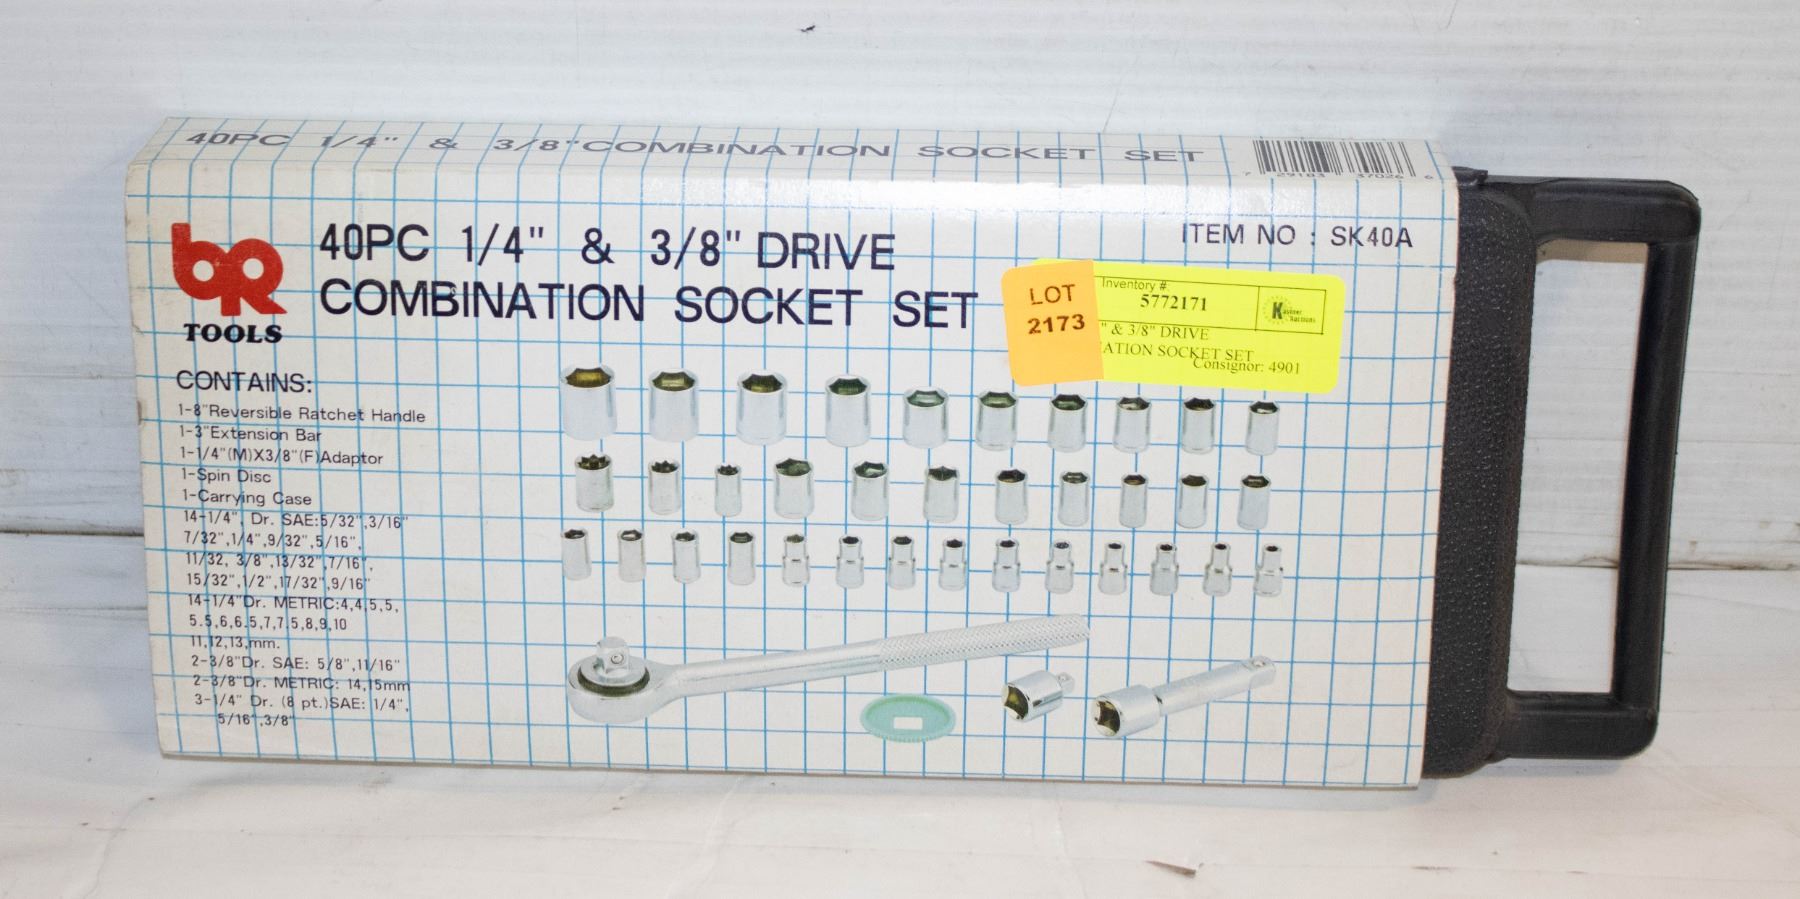 40PC 1/4" & 3/8" COMBINATION SOCKET SET
7 29183 37026 6
bR
TOOLS
40PC 1/4" & 3/8" DRIVE
COMBINATION SOCKET SET
ITEM NO : SK40A
LOT
2173
Inventory #:
5772171
Kastner
Auctions
" & 3/8" DRIVE
ATION SOCKET SET
Consignor: 4901
CONTAINS:
1-8"Reversible Ratchet Handle
1-3"Extension Bar
1-1/4"(M)X3/8"(F)Adaptor
1-Spin Disc
1-Carrying Case
14-1/4", Dr. SAE:5/32",3/16"
7/32",1/4",9/32",5/16",
11/32, 3/8",13/32",7/16",
15/32",1/2",17/32",9/16"
14-1/4"Dr. METRIC:4,4,5,5,
5.5,6,6.5,7,7.5,8,9,10
11,12,13,mm.
2-3/8"Dr. SAE: 5/8",11/16"
2-3/8"Dr. METRIC: 14,15mm
3-1/4" Dr. (8 pt.)SAE: 1/4",
5/16",3/8"